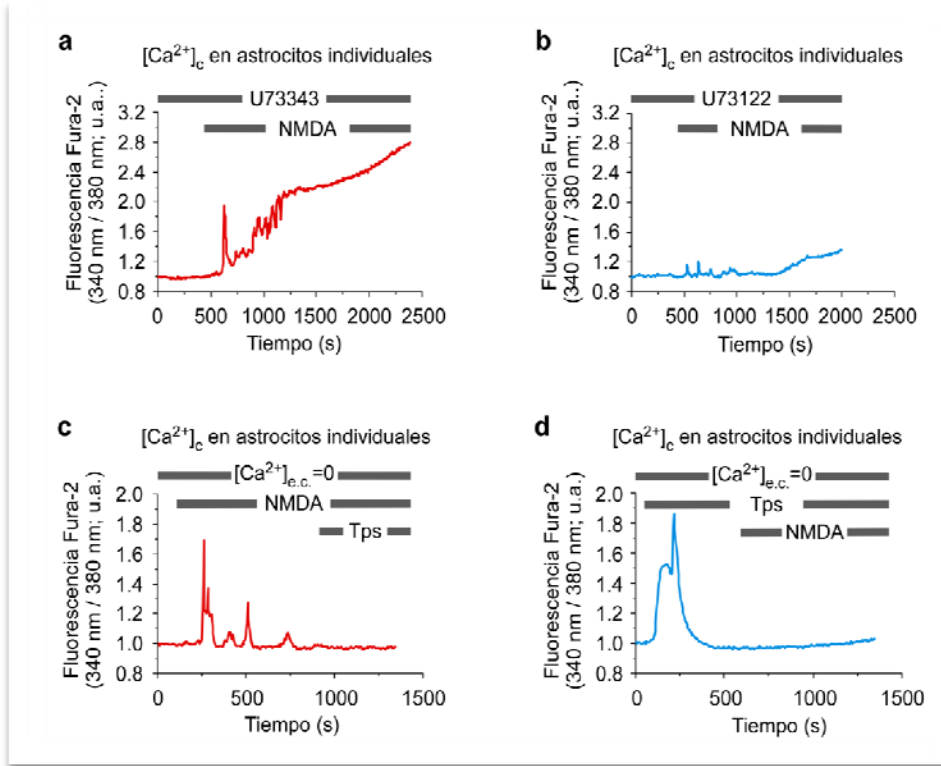 a
[Ca²⁺]c en astrocitos individuales
U73343
NMDA
Fluorescencia Fura-2
(340 nm / 380 nm; u.a..)
3.2
2.8
2.4
2.0
1.6
1.2
0.8
0 500 1000 1500 2000 2500
Tiempo (s)
b
[Ca²⁺]c en astrocitos individuales
U73122
NMDA
Fluorescencia Fura-2
(340 nm / 380 nm; u.a.)
3.2
2.8
2.4
2.0
1.6
1.2
0.8
0 500 1000 1500 2000 2500
Tiempo (s)
c
[Ca²⁺]c en astrocitos individuales
[Ca²⁺]e.c.=0
NMDA
Tps
Fluorescencia Fura-2
(340 nm / 380 nm; u.a.)
2.0
1.8
1.6
1.4
1.2
1.0
0.8
0 500 1000 1500
Tiempo (s)
d
[Ca²⁺]c en astrocitos individuales
[Ca²⁺]e.c.=0
Tps
NMDA
Fluorescencia Fura-2
(340 nm / 380 nm; u.a.)
2.0
1.8
1.6
1.4
1.2
1.0
0.8
0 500 1000 1500
Tiempo (s)